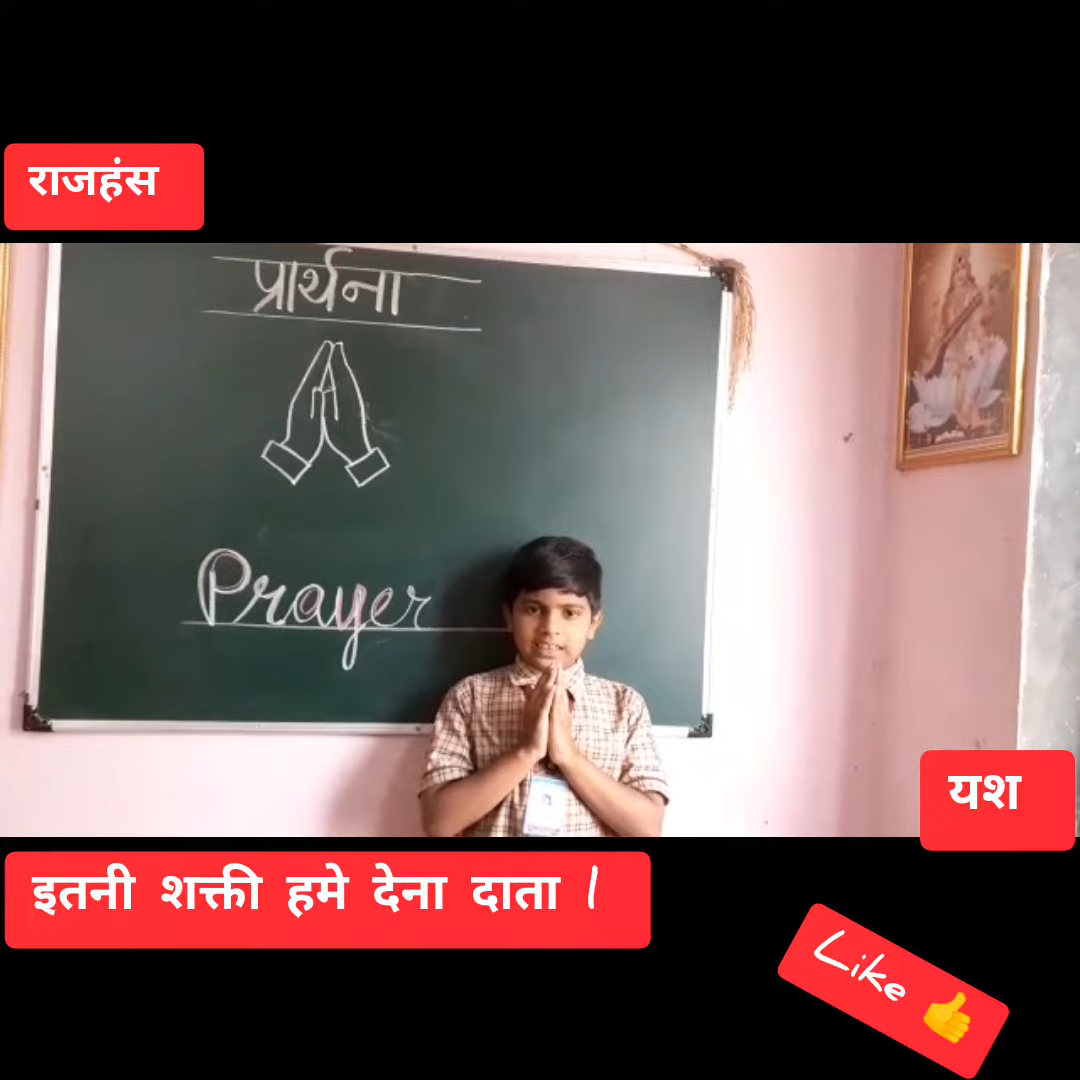 राजहंस
प्रार्थना
Prayer
यश
इतनी शक्ती हमे देना दाता ।
Like 👍